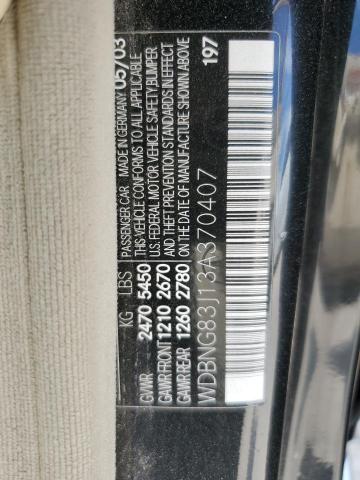 PASSENGER CAR MADE IN GERMANY 05/03
KG LBS THIS VEHICLE CONFORMS TO ALL APPLICABLE
GVWR 2470 5450 U.S. FEDERAL MOTOR VEHICLE SAFETY,BUMPER
GAWR FRONT 1210 2670 AND THEFT PREVENTION STANDARDS IN EFFECT
GAWR REAR 1260 2780 ON THE DATE OF MANUFACTURE SHOWN ABOVE
WDBNG83J13A370407 197